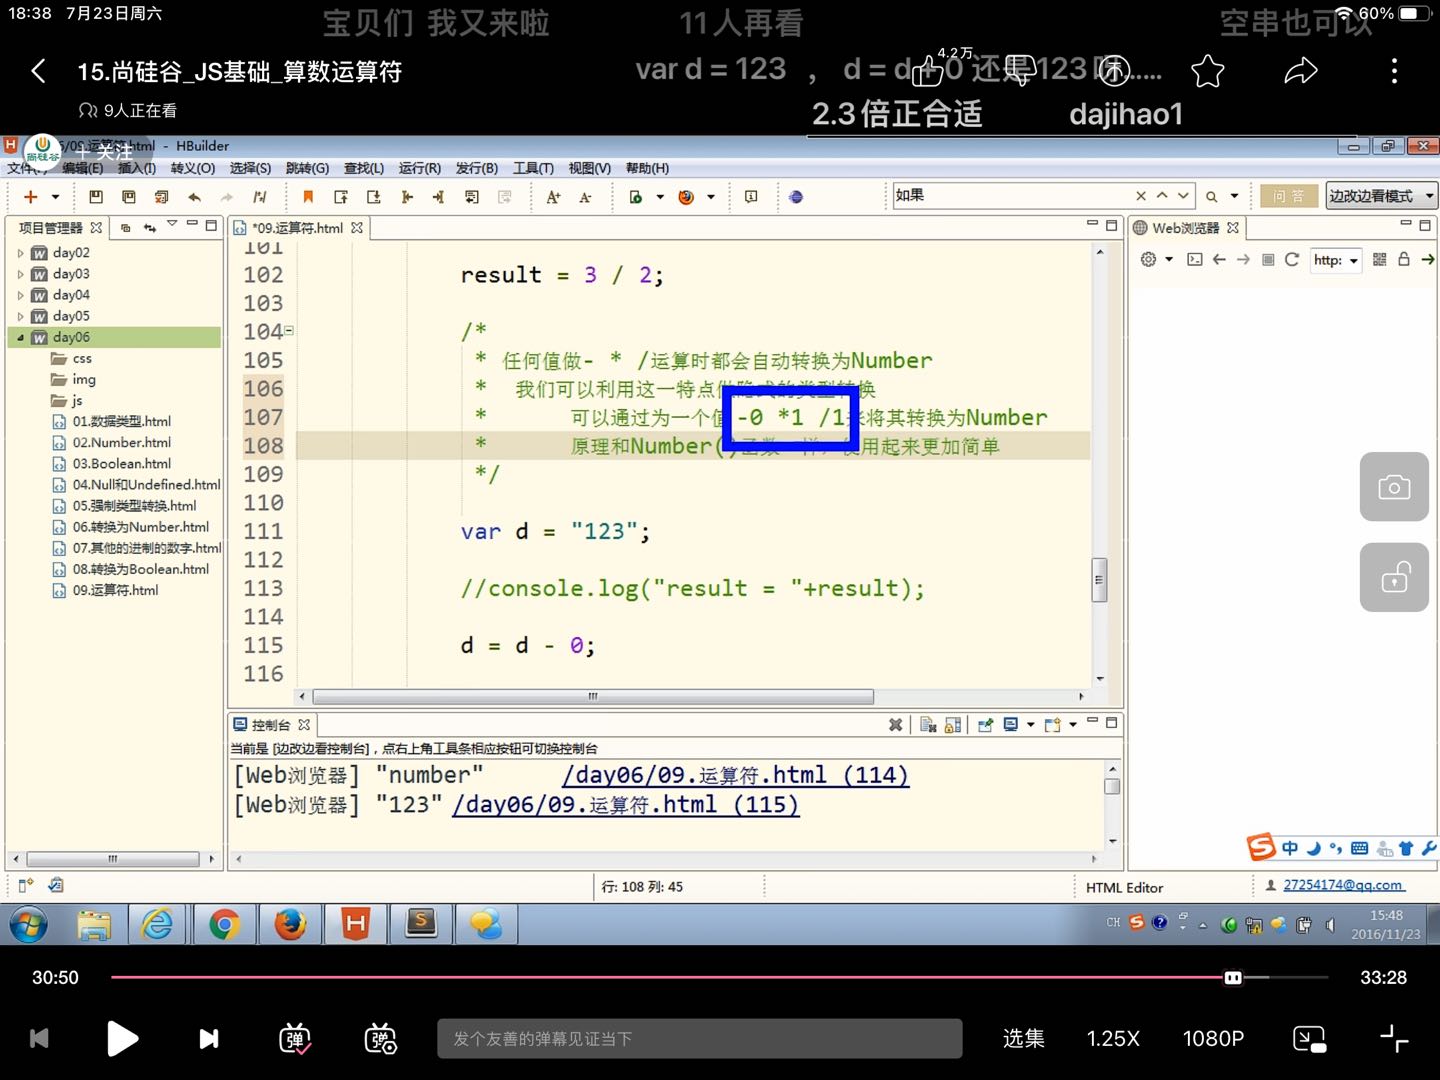 18:38 7月23日周六
宝贝们 我又来啦
11人再看
空串也可以
60%
15.尚硅谷_JS基础_算数运算符
var d = 123 ， d = d + 0 还是123
4.2万
9人正在看
2.3倍正合适
dajihao1
尚硅谷
+关注
/09.运算符.html - HBuilder
编辑(E) 插入(I) 转义(O) 选择(S) 跳转(G) 查找(L) 运行(R) 发行(B) 工具(T) 视图(V) 帮助(H)
如果
问 答
边改边看模式
项目管理器
*09.运算符.html
Web浏览器
http:
day02
day03
day04
day05
day06
css
img
js
01.数据类型.html
02.Number.html
03.Boolean.html
04.Null和Undefined.html
05.强制类型转换.html
06.转换为Number.html
07.其他的进制的数字.html
08.转换为Boolean.html
09.运算符.html
101
102 result = 3 / 2;
103
104 /*
105 * 任何值做- * /运算时都会自动转换为Number
106 * 我们可以利用这一特点做隐式的类型转换
107 * 可以通过为一个值 -0 *1 /1来将其转换为Number
108 * 原理和Number()函数一样，使用起来更加简单
109 */
110
111 var d = "123";
112
113 //console.log("result = "+result);
114
115 d = d - 0;
116
控制台
当前是 [边改边看控制台]，点右上角工具条相应按钮可切换控制台
[Web浏览器] "number" /day06/09.运算符.html (114)
[Web浏览器] "123" /day06/09.运算符.html (115)
中
行: 108 列: 45
HTML Editor
27254174@qq.com
CH
15:48
2016/11/23
30:50
33:28
弹
弹
发个友善的弹幕见证当下
选集
1.25X
1080P